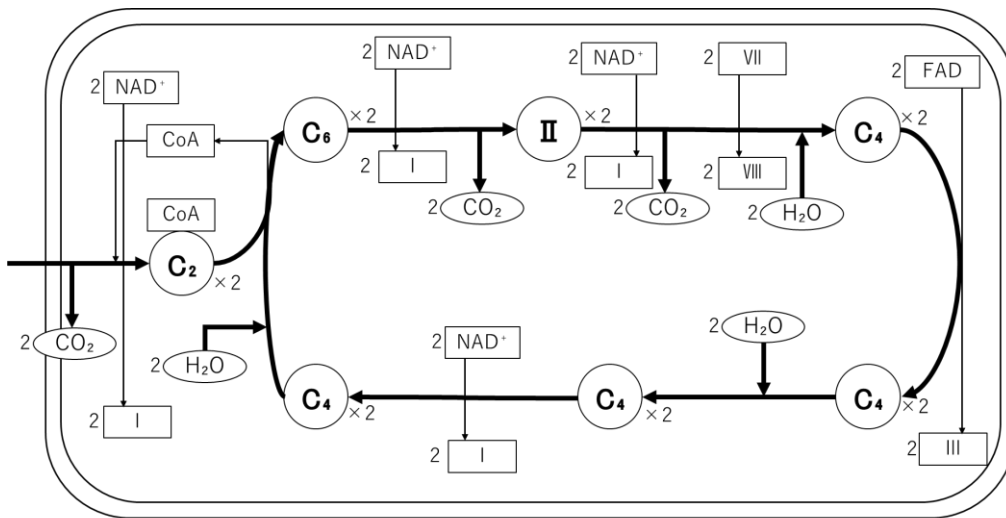 2 NAD⁺
2 NAD⁺
2 VII
2 FAD
2 NAD⁺
CoA
C₆ ×2
II ×2
C₄ ×2
2 I
2 I
2 VIII
2 CO₂
2 CO₂
2 H₂O
CoA
C₂ ×2
2 CO₂
2 H₂O
2 H₂O
2 NAD⁺
C₄ ×2
C₄ ×2
C₄ ×2
2 I
2 I
2 III